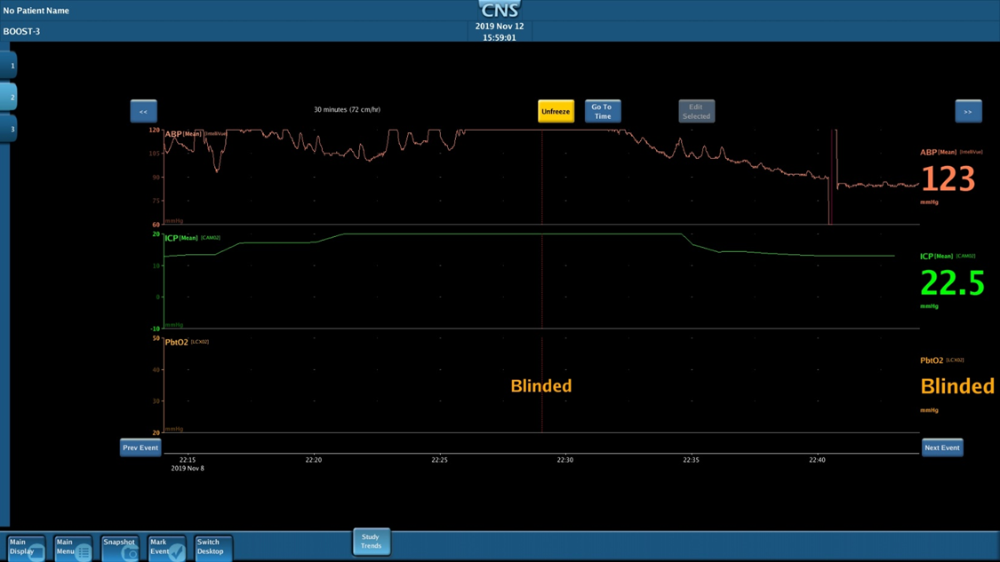 No Patient Name
CNS
BOOST-3
2019 Nov 12
15:59:01
1
2
3
<<
30 minutes (72 cm/hr)
Unfreeze
Go To
Time
Edit
Selected
>>
120
ABP [Mean] [IntelliVue]
105
90
75
60
mmHg
ABP [Mean] [IntelliVue]
123
mmHg
20
ICP [Mean] [CAM02]
10
0
-10
mmHg
ICP [Mean] [CAM02]
22.5
mmHg
50
PbtO2 [LCX02]
40
30
20
mmHg
Blinded
PbtO2 [LCX02]
Blinded
mmHg
Prev Event
Next Event
22:15
22:20
22:25
22:30
22:35
22:40
2019 Nov 8
Main
Display
Main
Menu
Snapshot
Mark
Event
Switch
Desktop
Study
Trends